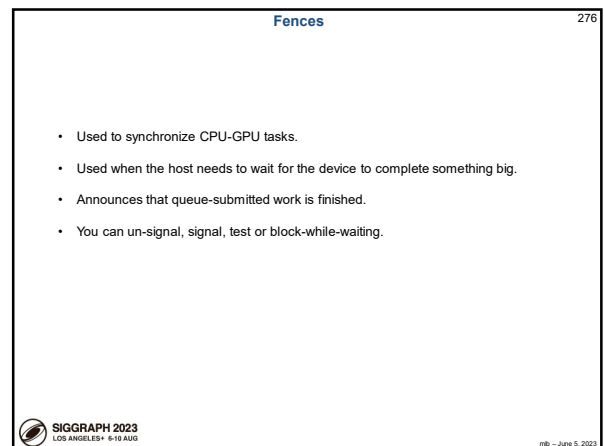 Fences
276
• Used to synchronize CPU-GPU tasks.
• Used when the host needs to wait for the device to complete something big.
• Announces that queue-submitted work is finished.
• You can un-signal, signal, test or block-while-waiting.
SIGGRAPH 2023
LOS ANGELES+ 6-10 AUG
mjb – June 5, 2023